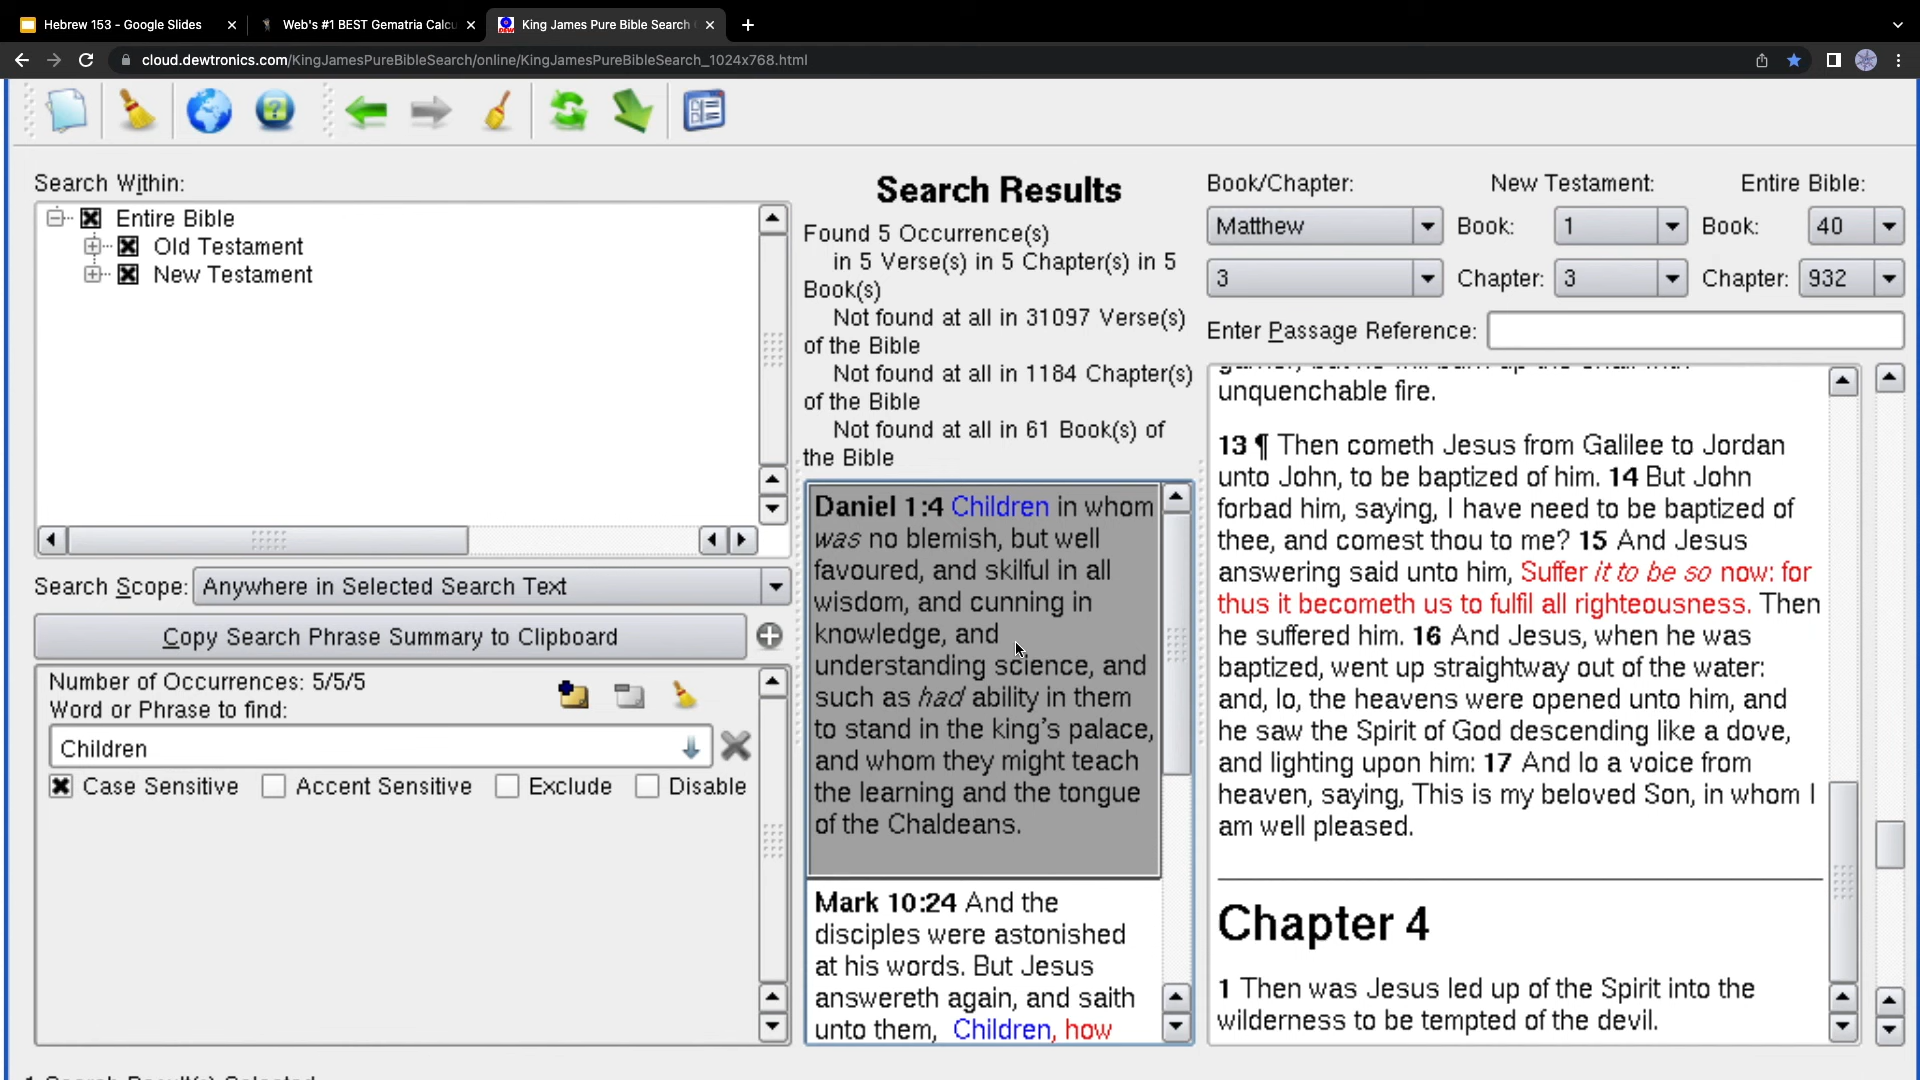 Hebrew 153 - Google Slides
Web's #1 BEST Gematria Calcu
King James Pure Bible Search
cloud.dewtronics.com/KingJamesPureBibleSearch/online/KingJamesPureBibleSearch_1024x768.html
Search Within:
Entire Bible
Old Testament
New Testament
Search Scope: Anywhere in Selected Search Text
Copy Search Phrase Summary to Clipboard
Number of Occurrences: 5/5/5
Word or Phrase to find:
Children
Case Sensitive Accent Sensitive Exclude Disable
Search Results
Found 5 Occurrence(s)
in 5 Verse(s) in 5 Chapter(s) in 5
Book(s)
Not found at all in 31097 Verse(s)
of the Bible
Not found at all in 1184 Chapter(s)
of the Bible
Not found at all in 61 Book(s) of
the Bible
Daniel 1:4 Children in whom
was no blemish, but well
favoured, and skilful in all
wisdom, and cunning in
knowledge, and
understanding science, and
such as had ability in them
to stand in the king's palace,
and whom they might teach
the learning and the tongue
of the Chaldeans.
Mark 10:24 And the
disciples were astonished
at his words. But Jesus
answereth again, and saith
unto them, Children, how
Book/Chapter: New Testament: Entire Bible:
Matthew Book: 1 Book: 40
3 Chapter: 3 Chapter: 932
Enter Passage Reference:
unquenchable fire.
13 ¶ Then cometh Jesus from Galilee to Jordan
unto John, to be baptized of him. 14 But John
forbad him, saying, I have need to be baptized of
thee, and comest thou to me? 15 And Jesus
answering said unto him, Suffer it to be so now: for
thus it becometh us to fulfil all righteousness. Then
he suffered him. 16 And Jesus, when he was
baptized, went up straightway out of the water:
and, lo, the heavens were opened unto him, and
he saw the Spirit of God descending like a dove,
and lighting upon him: 17 And lo a voice from
heaven, saying, This is my beloved Son, in whom I
am well pleased.
Chapter 4
1 Then was Jesus led up of the Spirit into the
wilderness to be tempted of the devil.